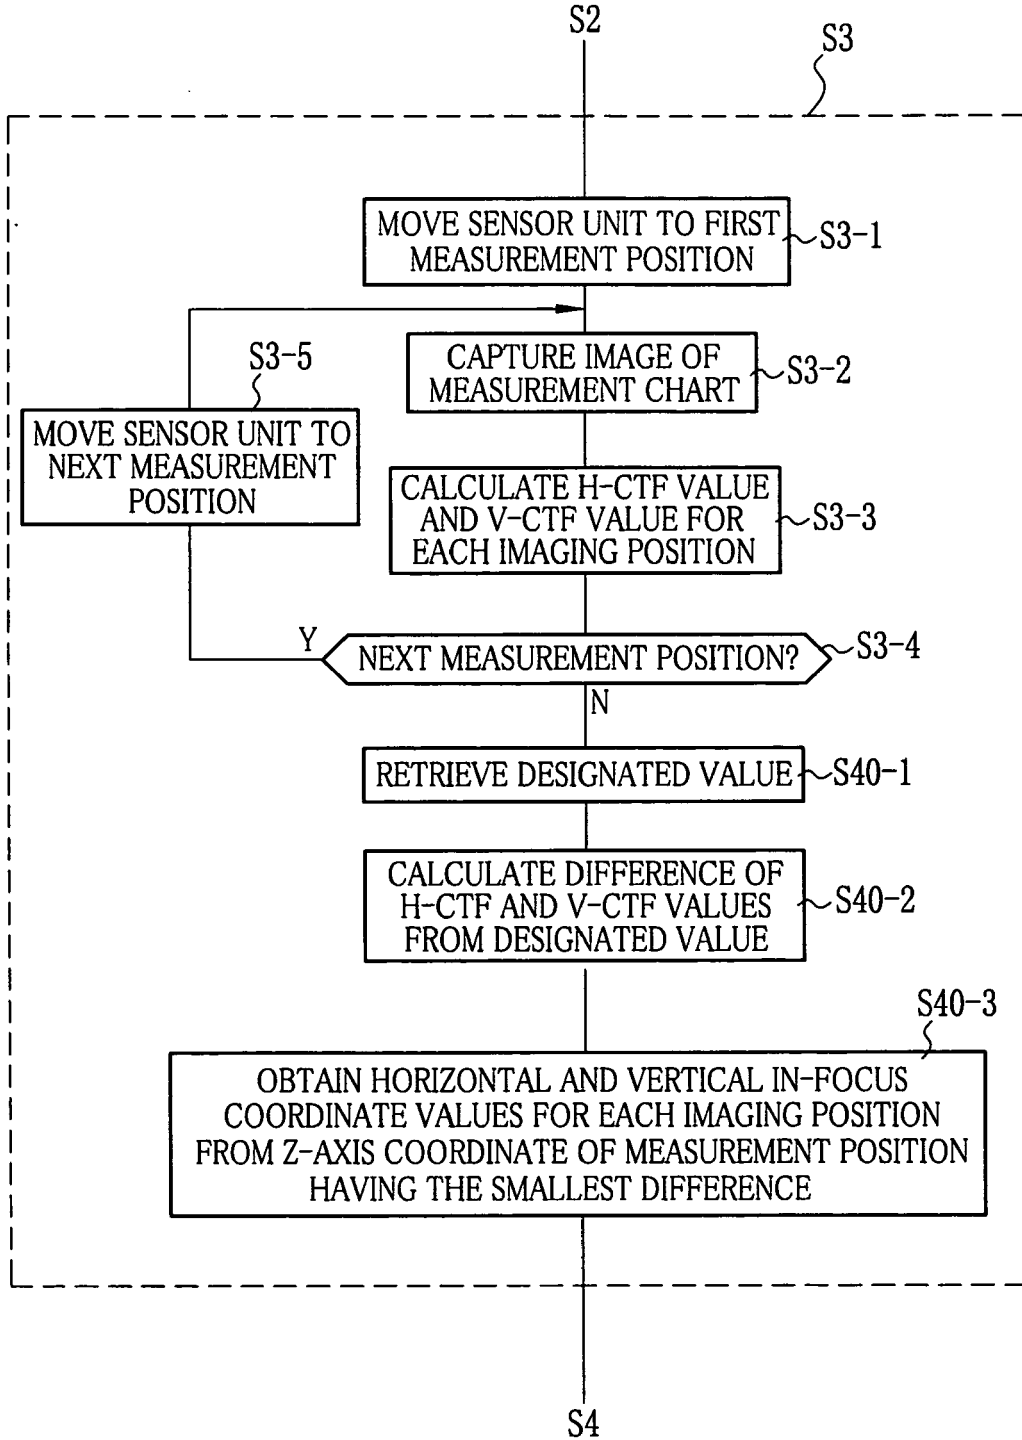 S2
S3
MOVE SENSOR UNIT TO FIRST
MEASUREMENT POSITION
S3-1
CAPTURE IMAGE OF
MEASUREMENT CHART
S3-2
S3-5
MOVE SENSOR UNIT TO
NEXT MEASUREMENT
POSITION
CALCULATE H-CTF VALUE
AND V-CTF VALUE FOR
EACH IMAGING POSITION
S3-3
Y
NEXT MEASUREMENT POSITION?
S3-4
N
RETRIEVE DESIGNATED VALUE
S40-1
CALCULATE DIFFERENCE OF
H-CTF AND V-CTF VALUES
FROM DESIGNATED VALUE
S40-2
S40-3
OBTAIN HORIZONTAL AND VERTICAL IN-FOCUS
COORDINATE VALUES FOR EACH IMAGING POSITION
FROM Z-AXIS COORDINATE OF MEASUREMENT POSITION
HAVING THE SMALLEST DIFFERENCE
S4